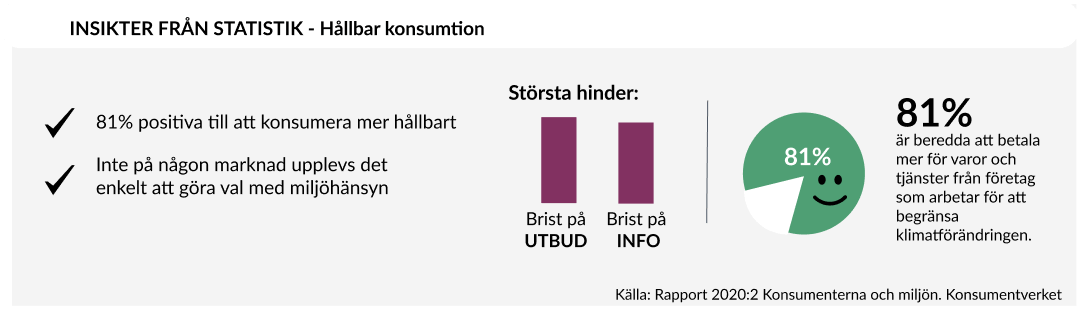 INSIKTER FRÅN STATISTIK - Hållbar konsumtion
81% positiva till att konsumera mer hållbart
Inte på någon marknad upplevs det
enkelt att göra val med miljöhänsyn
Största hinder:
Brist på
UTBUD
Brist på
INFO
81%
81%
är beredda att betala
mer för varor och
tjänster från företag
som arbetar för att
begränsa
klimatförändringen.
Källa: Rapport 2020:2 Konsumenterna och miljön. Konsumentverket